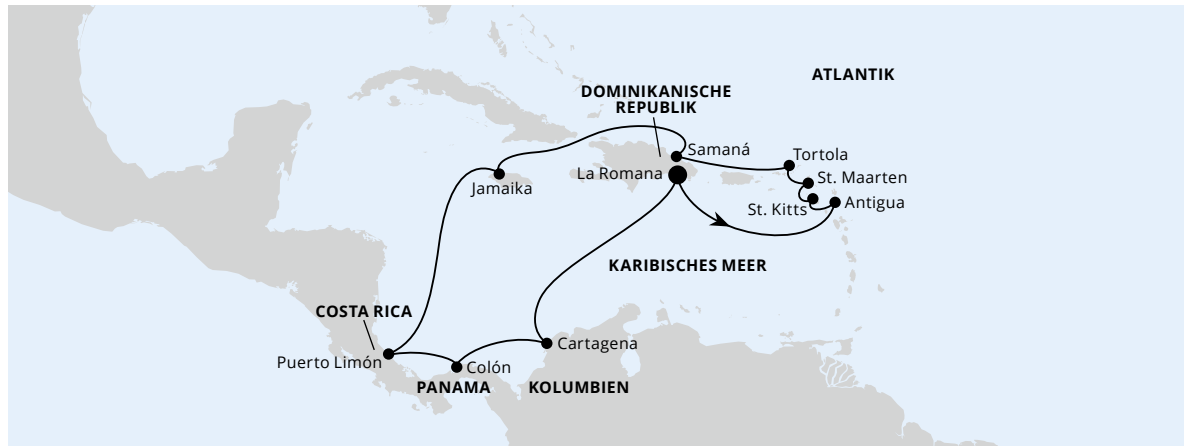 ATLANTIK
DOMINIKANISCHE
REPUBLIK
Samaná
Tortola
La Romana
St. Maarten
Jamaika
St. Kitts
Antigua
KARIBISCHES MEER
COSTA RICA
Cartagena
Puerto Limón
Colón
PANAMA
KOLUMBIEN